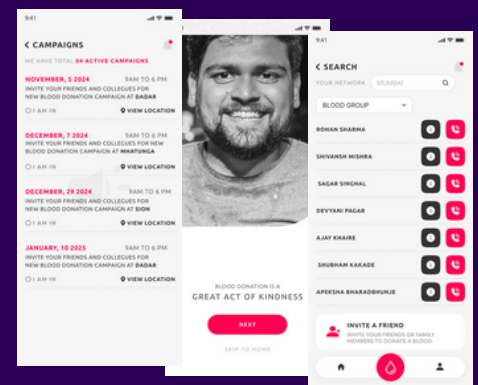 9:41
CAMPAIGNS
WE HAVE TOTAL 04 ACTIVE CAMPAIGNS
NOVEMBER, 5 2024 9AM TO 6 PM
INVITE YOUR FRIENDS AND COLLEGUES FOR
NEW BLOOD DONATION CAMPAIGN AT DADAR
I AM IN VIEW LOCATION
DECEMBER, 7 2024 9AM TO 6 PM
INVITE YOUR FRIENDS AND COLLEGUES FOR NEW
BLOOD DONATION CAMPAIGN AT MHATUNGA
I AM IN VIEW LOCATION
DECEMBER, 29 2024 9AM TO 6 PM
INVITE YOUR FRIENDS AND COLLEGUES FOR
NEW BLOOD DONATION CAMPAIGN AT SION
I AM IN VIEW LOCATION
JANUARY, 10 2025 9AM TO 6 PM
INVITE YOUR FRIENDS AND COLLEGUES FOR
NEW BLOOD DONATION CAMPAIGN AT DADAR
I AM IN VIEW LOCATION
BLOOD DONATION IS A
GREAT ACT OF KINDNESS
NEXT
SKIP TO HOME
9:41
SEARCH
YOUR NETWORK MUMBAI
BLOOD GROUP
ROHAN SHARMA
SHIVANSH MISHRA
SAGAR SINGHAL
DEVYANI PAGAR
AJAY KHAIRE
SHUBHAM KAKADE
APEKSHA BHARADBHUNJE
INVITE A FRIEND
INVITE YOUR FRIENDS OR FAMILY
MEMBERS TO DONATE A BLOOD